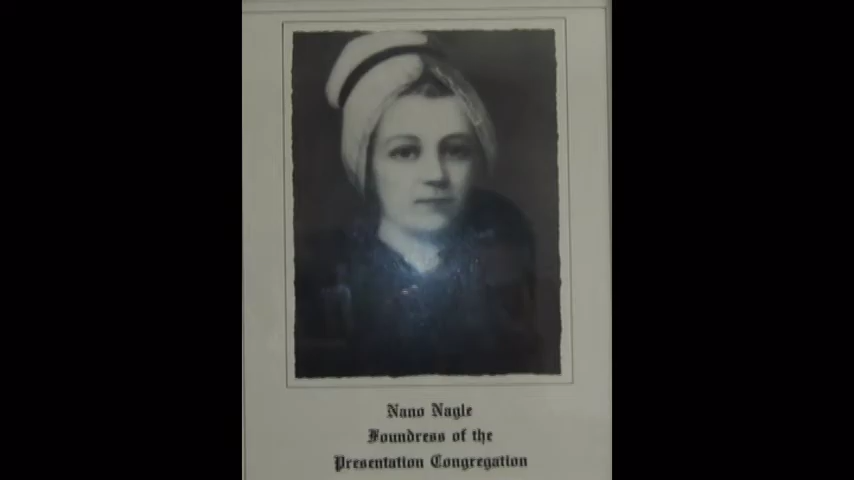 Nano Nagle
Foundress of the
Presentation Congregation